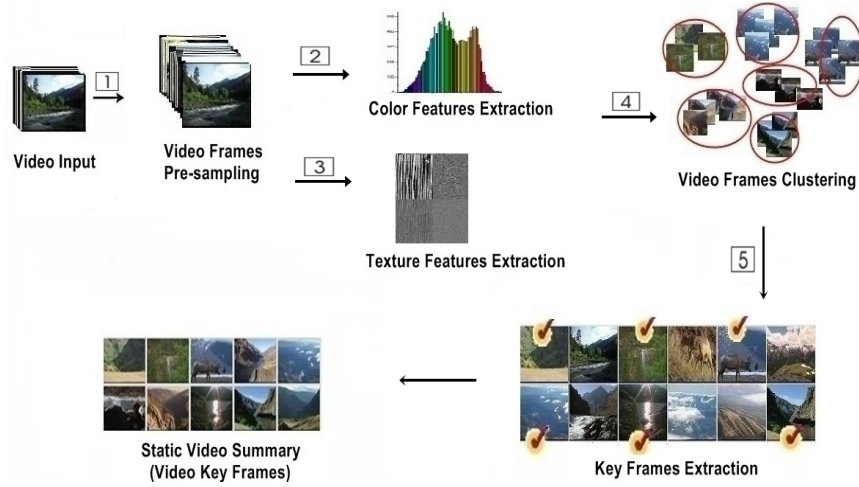 1
2
Color Features Extraction
4
Video Input
Video Frames
Pre-sampling
3
Video Frames Clustering
Texture Features Extraction
5
Static Video Summary
(Video Key Frames)
Key Frames Extraction